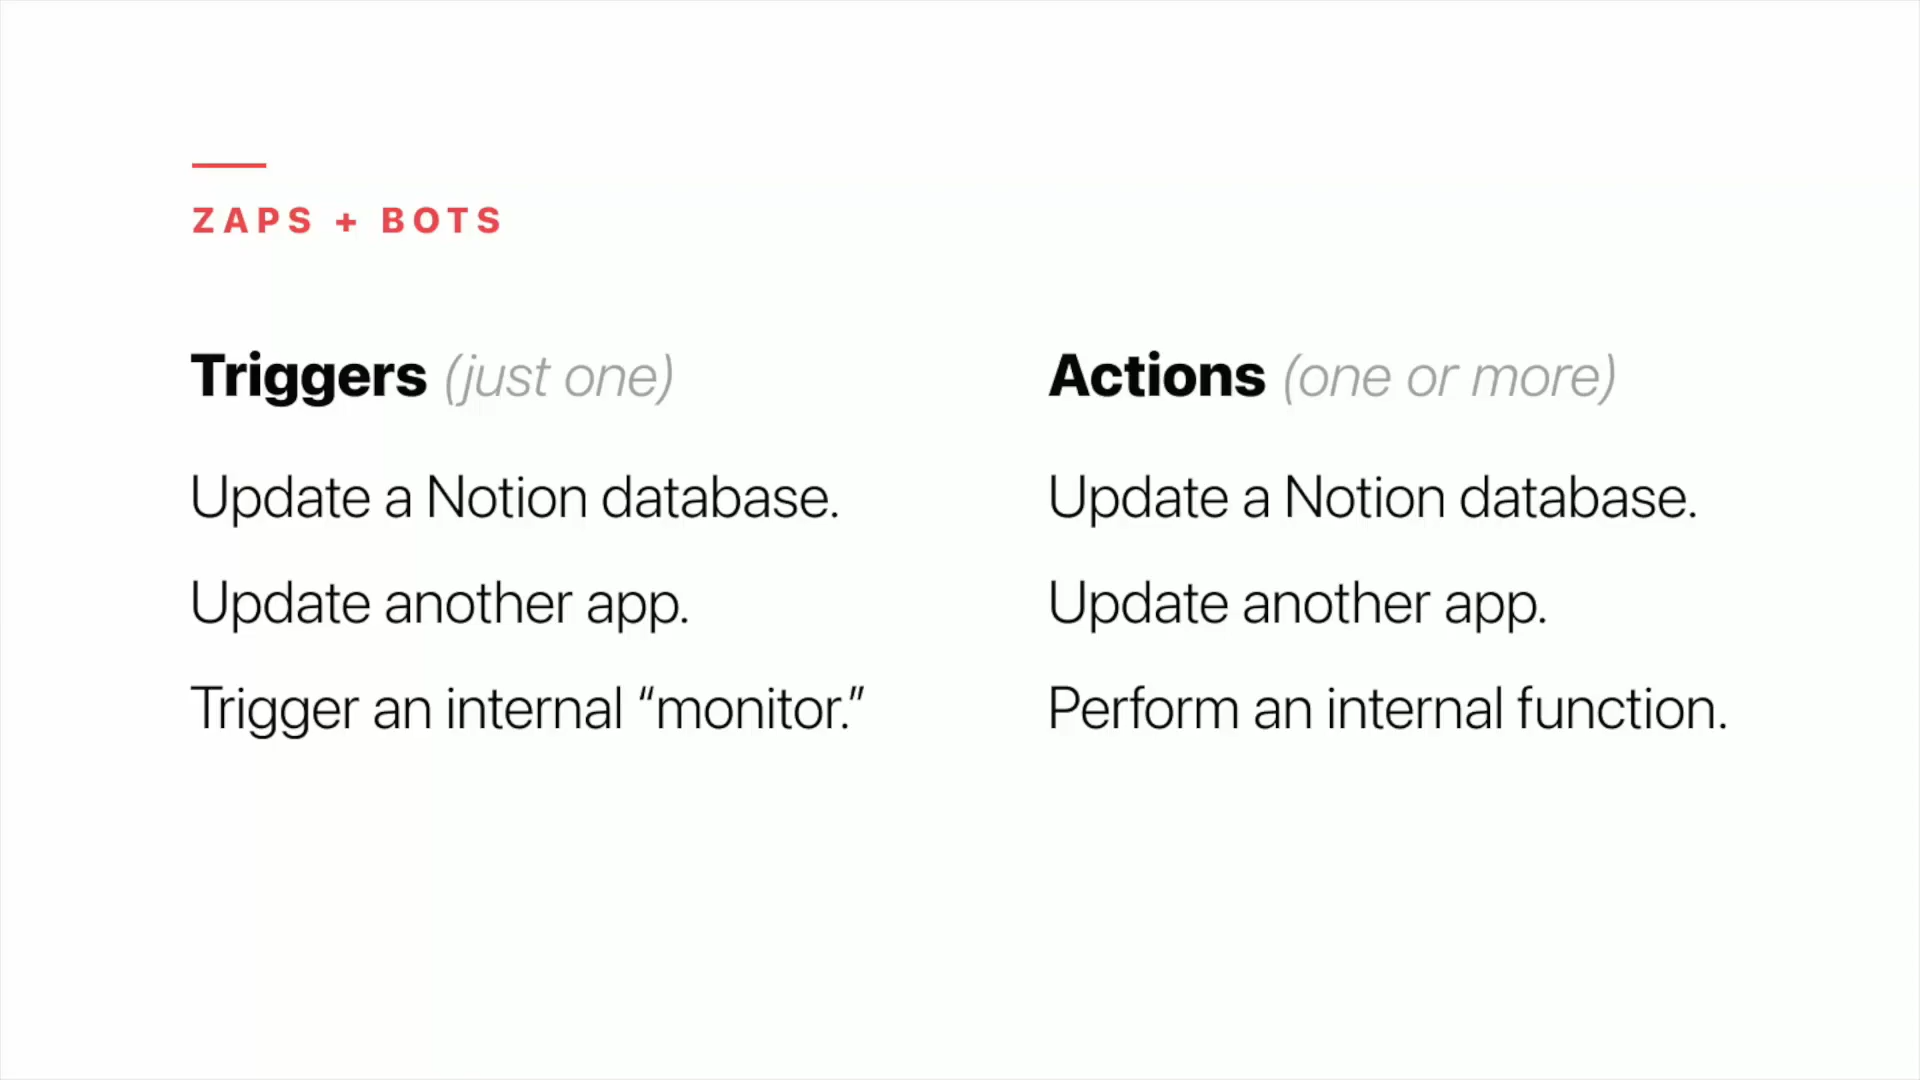 ZAPS + BOTS
Triggers (just one)
Update a Notion database.
Update another app.
Trigger an internal “monitor.”
Actions (one or more)
Update a Notion database.
Update another app.
Perform an internal function.